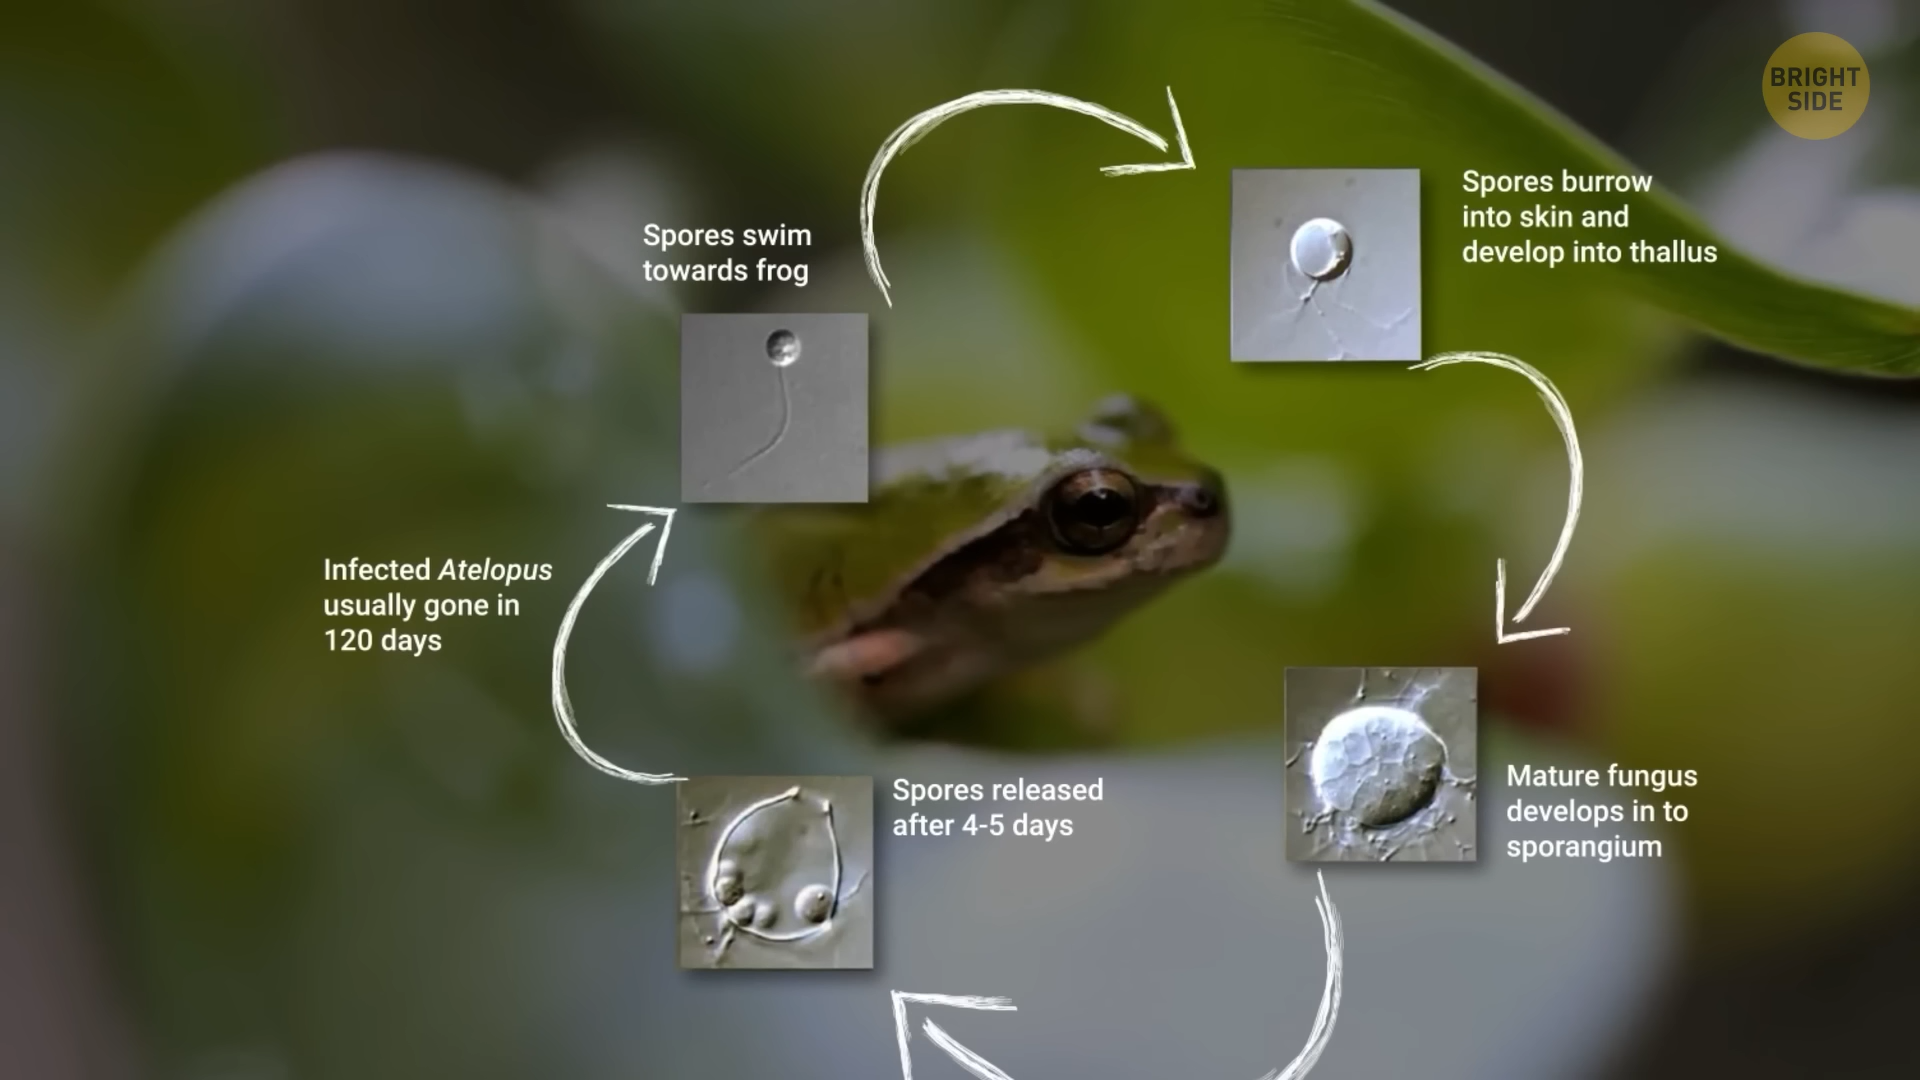 BRIGHT
SIDE
Spores swim
towards frog
Spores burrow
into skin and
develop into thallus
Infected Atelopus
usually gone in
120 days
Spores released
after 4-5 days
Mature fungus
develops in to
sporangium